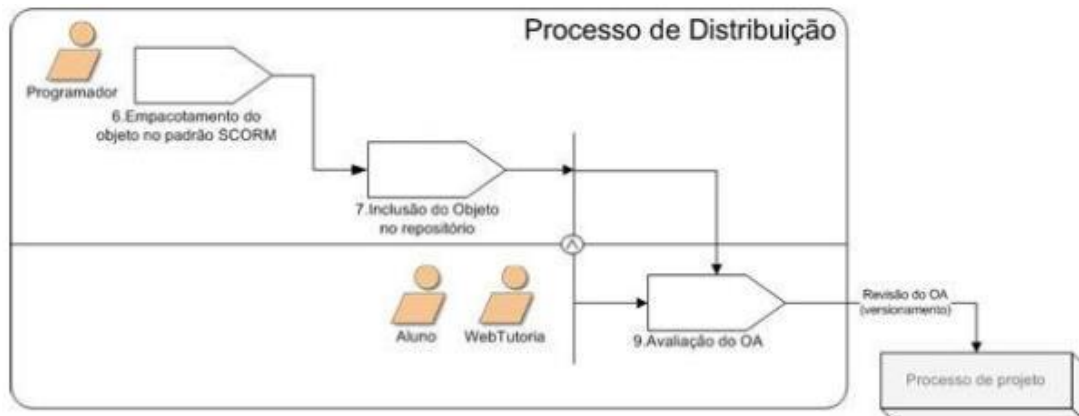 Processo de Distribuição
Programador
6.Empacotamento do
objeto no padrão SCORM
7.Inclusão do Objeto
no repositório
Aluno
WebTutoria
9.Avaliação do OA
Revisão do OA
(versionamento)
Processo de projeto